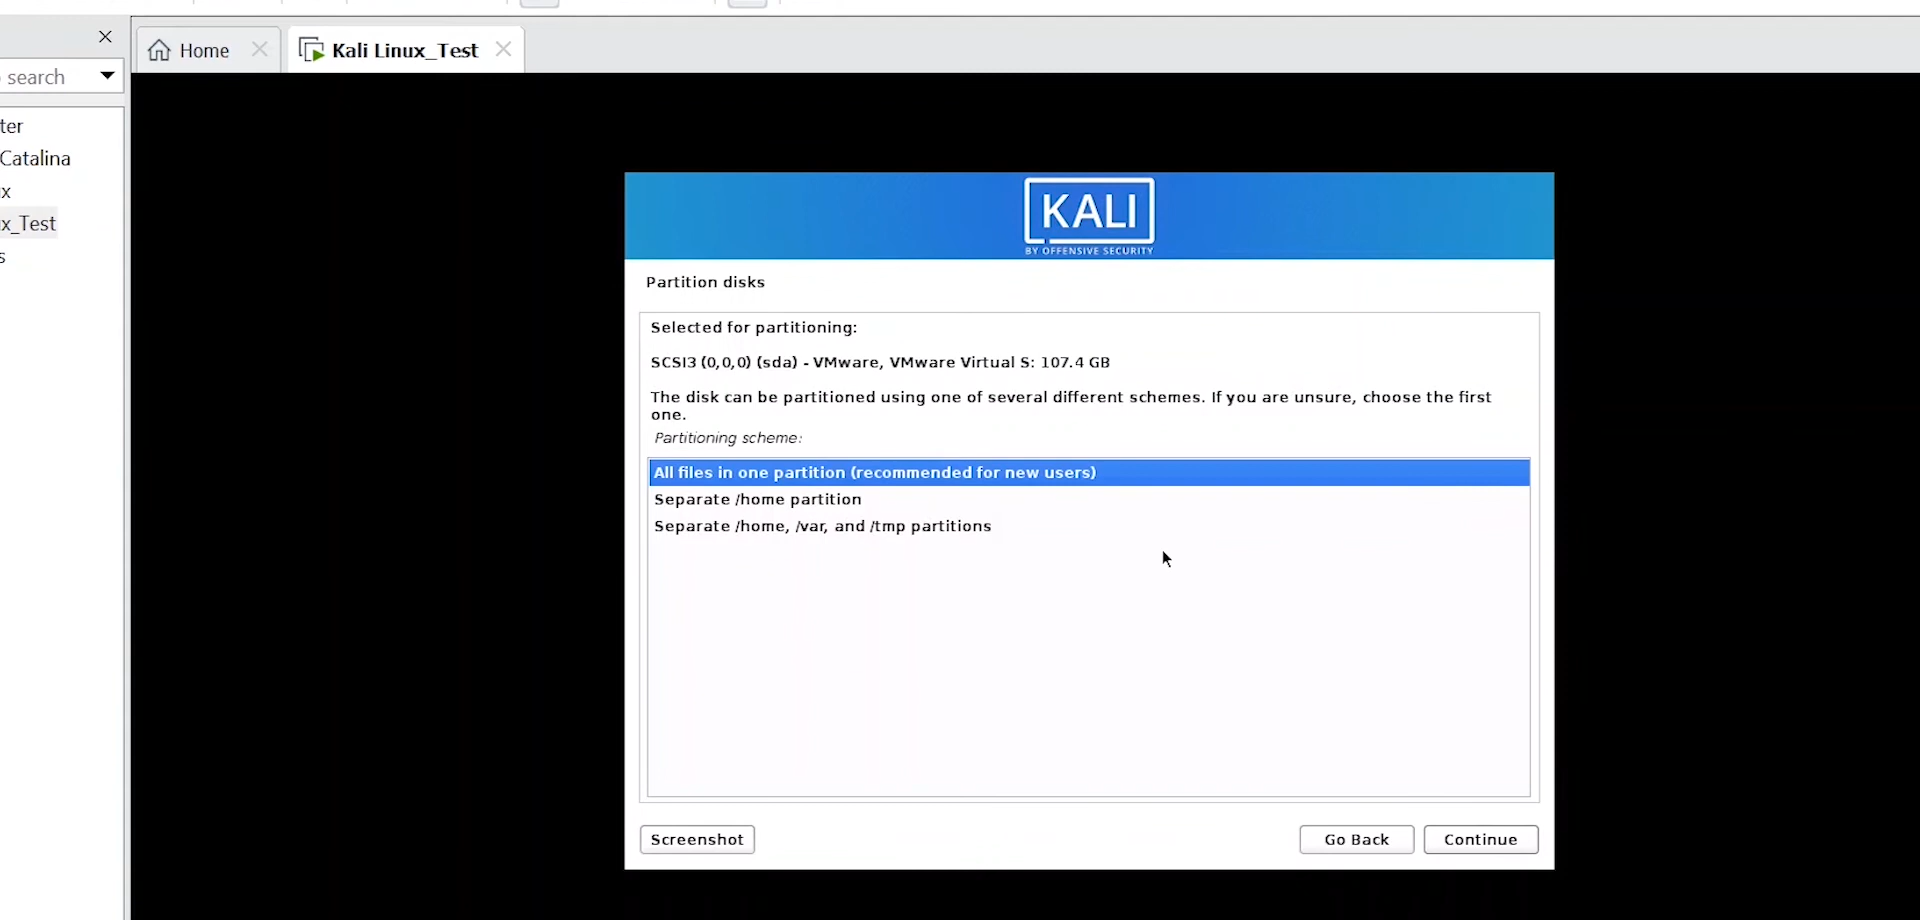 Home
Kali Linux_Test
search
ter
Catalina
x
x_Test
s
KALI
BY OFFENSIVE SECURITY
Partition disks
Selected for partitioning:
SCSI3 (0,0,0) (sda) - VMware, VMware Virtual S: 107.4 GB
The disk can be partitioned using one of several different schemes. If you are unsure, choose the first
one.
Partitioning scheme:
All files in one partition (recommended for new users)
Separate /home partition
Separate /home, /var, and /tmp partitions
Screenshot
Go Back
Continue